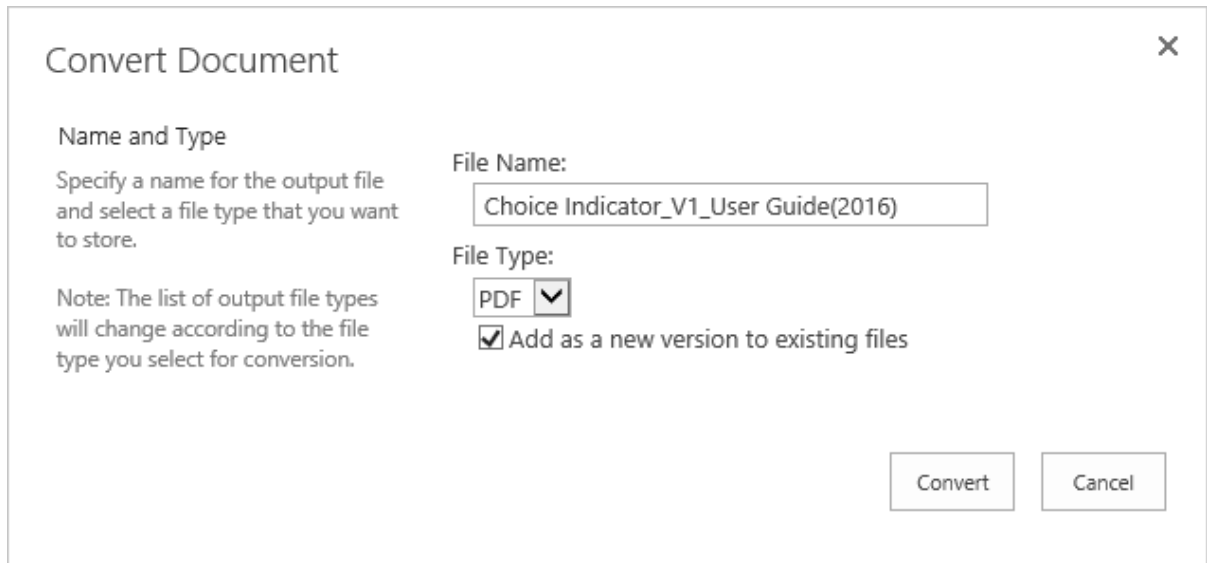 Convert Document
Name and Type
Specify a name for the output file
and select a file type that you want
to store.
Note: The list of output file types
will change according to the file
type you select for conversion.
File Name:
Choice Indicator_V1_User Guide(2016)
File Type:
PDF
Add as a new version to existing files
Convert
Cancel